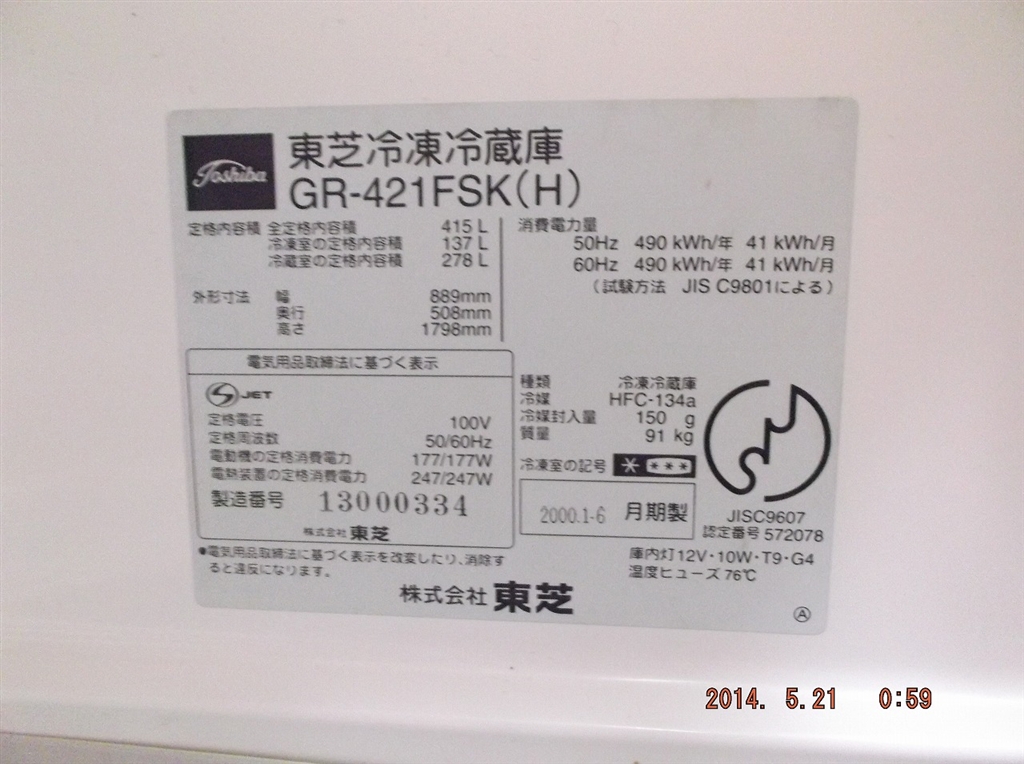 Toshiba
東芝冷凍冷蔵庫
GR-421FSK(H)
定格内容積 全定格内容積 415 L
冷凍室の定格内容積 137 L
冷蔵室の定格内容積 278 L
外形寸法 幅 889mm
奥行 508mm
高さ 1798mm
消費電力量
50Hz 490 kWh/年 41 kWh/月
60Hz 490 kWh/年 41 kWh/月
(試験方法 JIS C9801による)
電気用品取締法に基づく表示
JET
定格電圧 100V
定格周波数 50/60Hz
電動機の定格消費電力 177/177W
電熱装置の定格消費電力 247/247W
製造番号 13000334
株式会社 東芝
●電気用品取締法に基づく表示を改変したり、消除す
ると違反になります。
種類 冷凍冷蔵庫
冷媒 HFC-134a
冷媒封入量 150 g
質量 91 kg
冷凍室の記号 * ***
2000.1-6 月期製
JISC9607
認定番号 572078
庫内灯12V・10W・T9・G4
温度ヒューズ 76℃
株式会社 東芝
Ⓐ
2014. 5.21 0:59